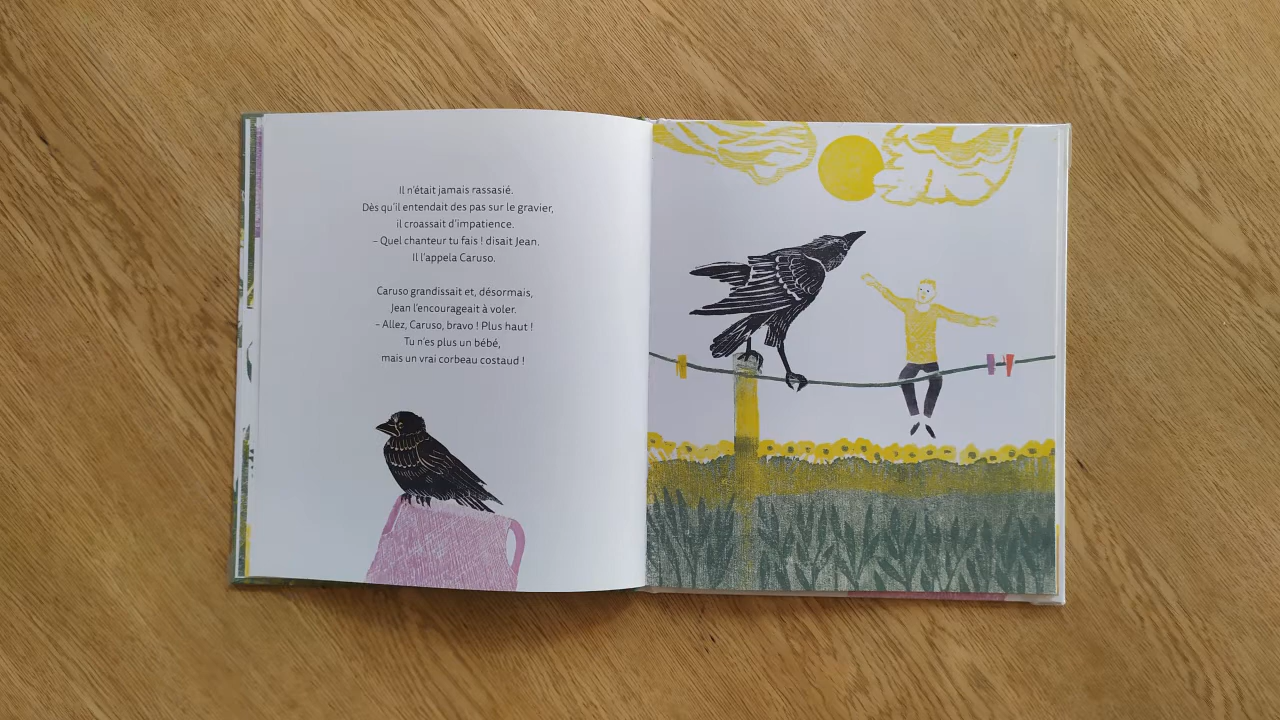 Il n'était jamais rassasié.
Dès qu'il entendait des pas sur le gravier,
il croassait d'impatience.
– Quel chanteur tu fais ! disait Jean.
Il l'appela Caruso.
Caruso grandissait et, désormais,
Jean l'encourageait à voler.
– Allez, Caruso, bravo ! Plus haut !
Tu n'es plus un bébé,
mais un vrai corbeau costaud !